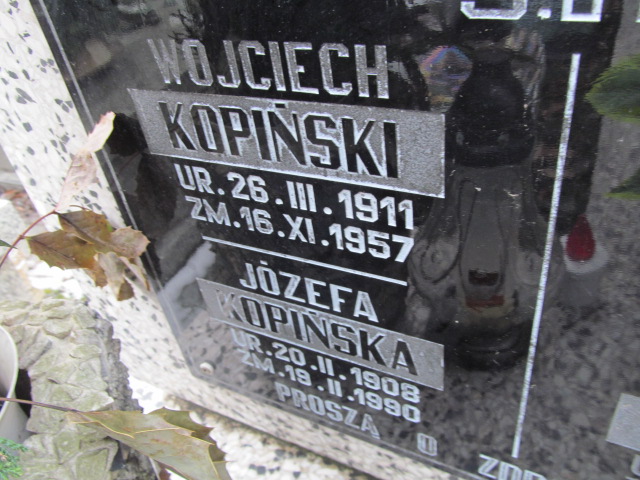 WOJCIECH
KOPIŃSKI
UR. 26. III. 1911
ZM. 16. XI. 1957
JÓZEFA
KOPIŃSKA
UR. 20. II. 1908
ZM. 19. II. 1990
PROSZĄ O